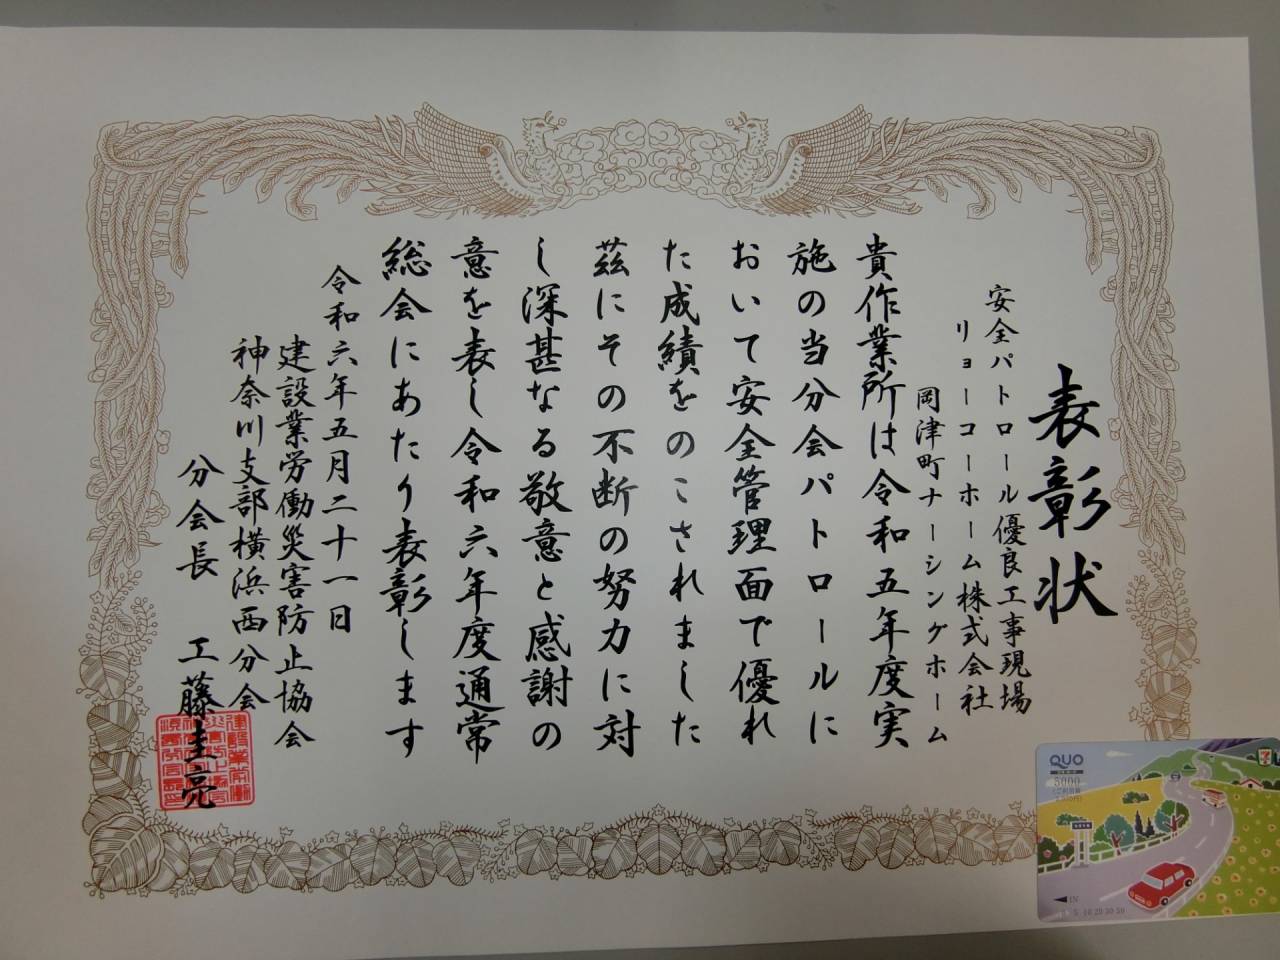 表彰状
安全パトロール優良工事現場
リョーコーホーム株式会社
岡津町ナーシングホーム
貴作業所は令和五年度実
施の当分会パトロールに
おいて安全管理面で優れ
た成績をのこされました
茲にその不断の努力に対
し深甚なる敬意と感謝の
意を表し令和六年度通常
総会にあたり表彰します
令和六年五月二十一日
建設業労働災害防止協会
神奈川支部横浜西分会
分会長 工藤圭亮
QUO
5000
IN
5 10 20 30 50